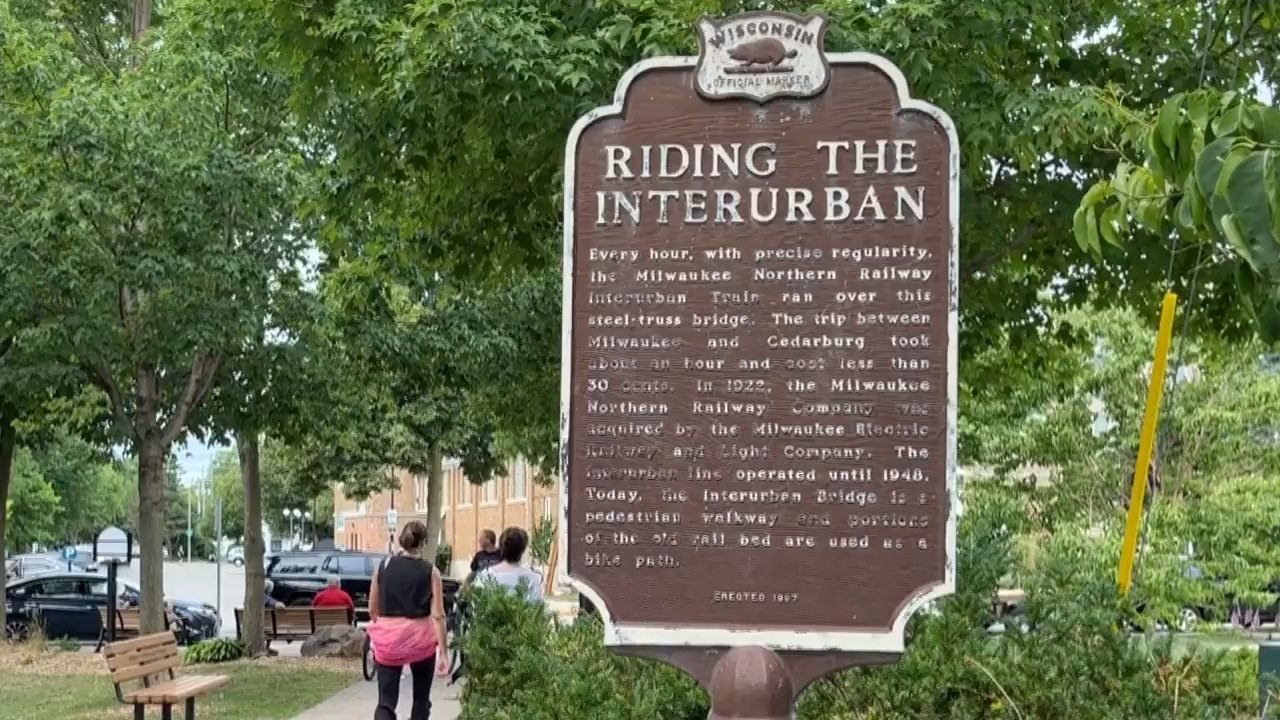 WISCONSIN
OFFICIAL MARKER
RIDING THE
INTERURBAN
Every hour, with precise regularity,
the Milwaukee Northern Railway
Interurban Train ran over this
steel-truss bridge. The trip between
Milwaukee and Cedarburg took
about an hour and cost less than
30 cents. In 1922, the Milwaukee
Northern Railway Company was
acquired by the Milwaukee Electric
Railway and Light Company. The
interurban line operated until 1948.
Today, the Interurban Bridge is a
pedestrian walkway and portions
of the old rail bed are used as a
bike path.
ERECTED 1997